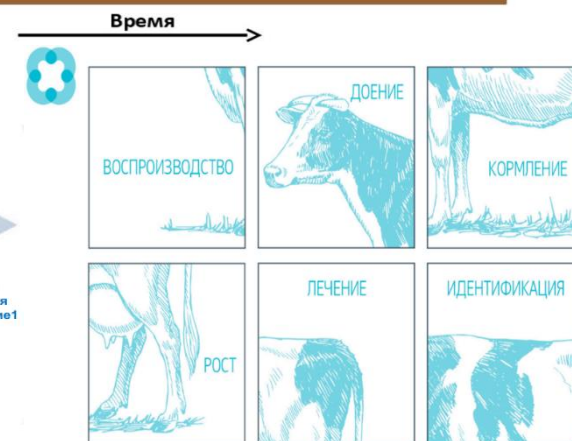 Время
ДОЕНИЕ
ВОСПРОИЗВОДСТВО
КОРМЛЕНИЕ
ЛЕЧЕНИЕ
ИДЕНТИФИКАЦИЯ
РОСТ